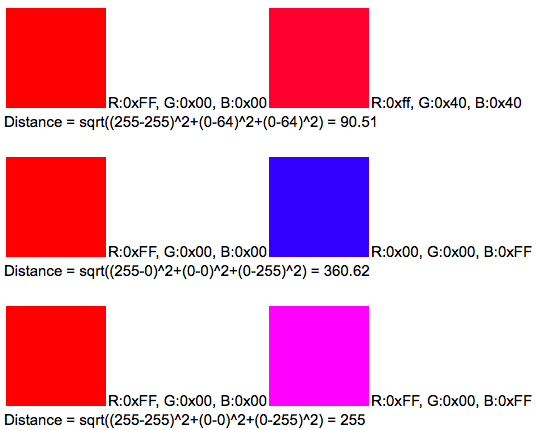 R:0xFF, G:0x00, B:0x00 R:0xff, G:0x40, B:0x40
Distance = sqrt((255-255)^2+(0-64)^2+(0-64)^2) = 90.51
R:0xFF, G:0x00, B:0x00 R:0x00, G:0x00, B:0xFF
Distance = sqrt((255-0)^2+(0-0)^2+(0-255)^2) = 360.62
R:0xFF, G:0x00, B:0x00 R:0xFF, G:0x00, B:0xFF
Distance = sqrt((255-255)^2+(0-0)^2+(0-255)^2) = 255